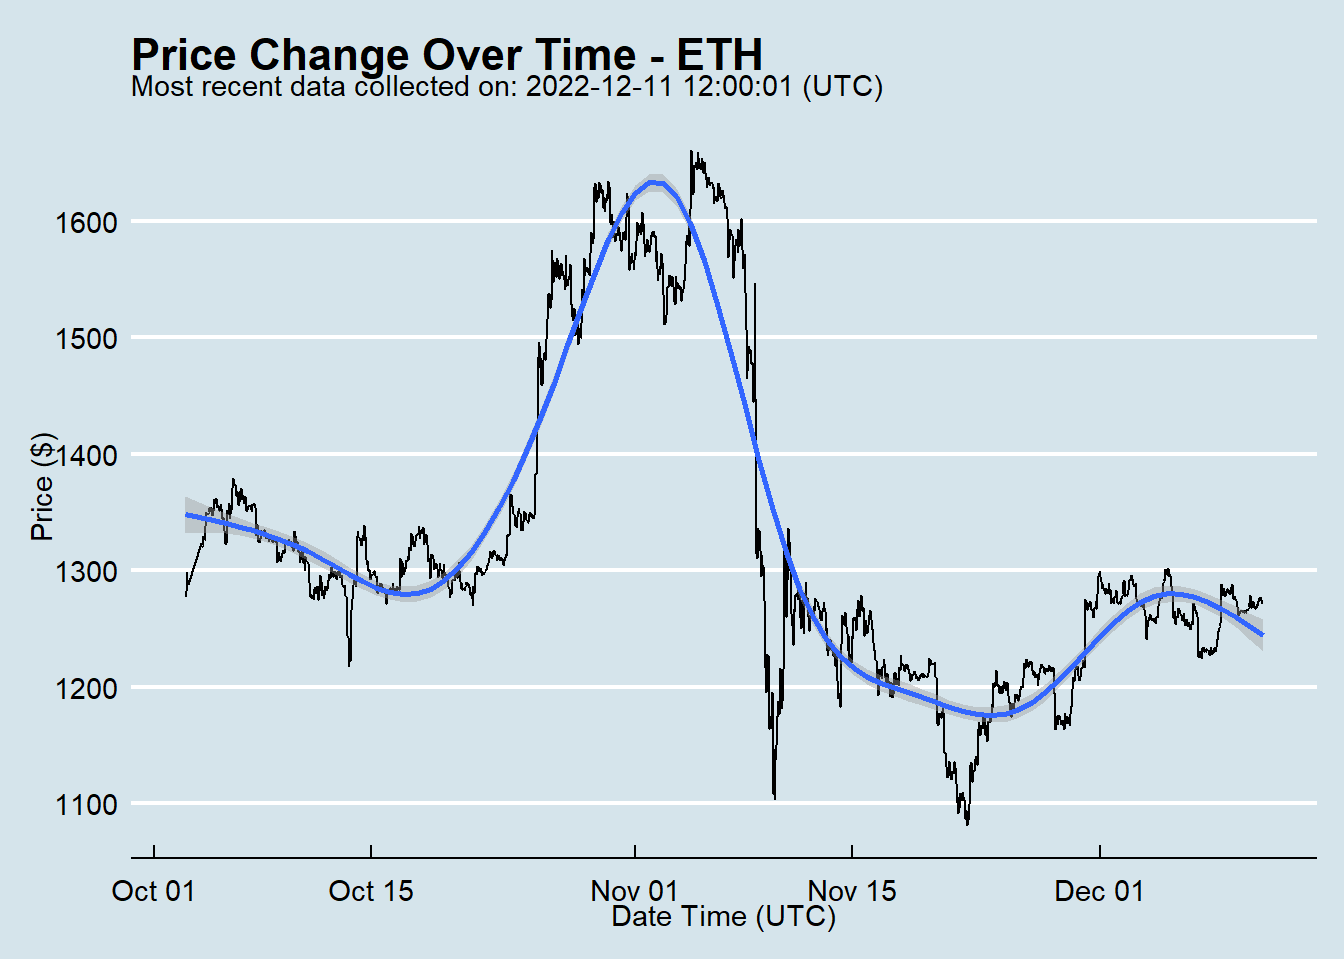 Price Change Over Time - ETH
Most recent data collected on: 2022-12-11 12:00:01 (UTC)
Price ($)
1600
1500
1400
1300
1200
1100
Oct 01 Oct 15 Nov 01 Nov 15 Dec 01
Date Time (UTC)